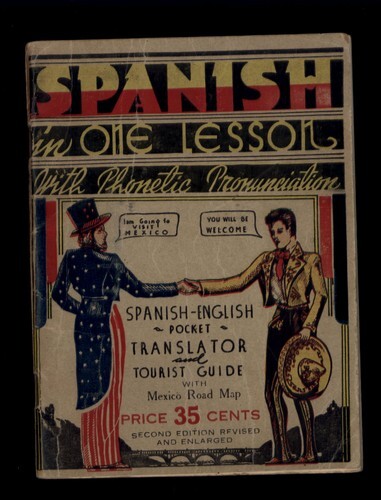 SPANISH
in ONE LESSON
With Phonetic Pronunciation
I am Going to
VISIT
MEXICO
YOU WILL BE
WELCOME
SPANISH-ENGLISH
POCKET
TRANSLATOR
and
TOURIST GUIDE
WITH
Mexico Road Map
PRICE 35 CENTS
SECOND EDITION REVISED
AND ENLARGED